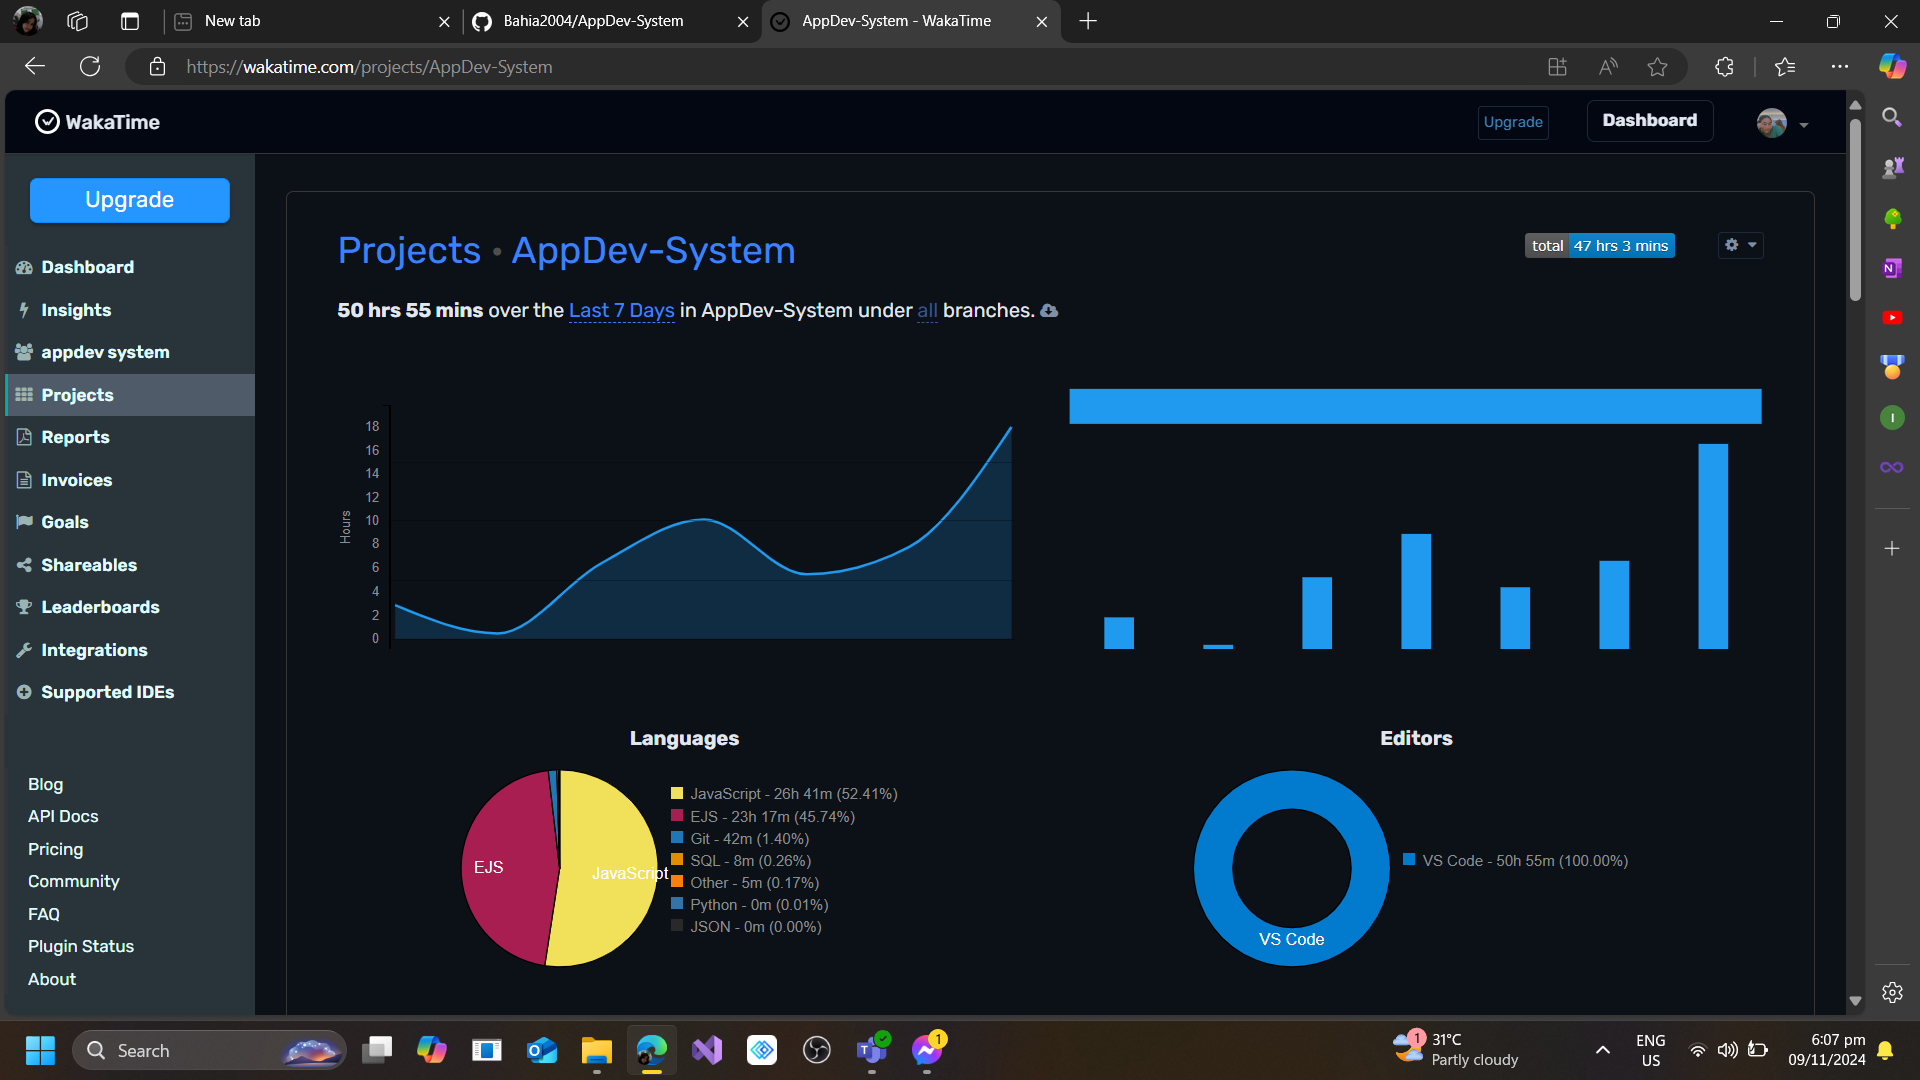 New tab
Bahia2004/AppDev-System
AppDev-System - WakaTime
https://wakatime.com/projects/AppDev-System
WakaTime
Upgrade
Dashboard
Upgrade
Dashboard
Insights
appdev system
Projects
Reports
Invoices
Goals
Shareables
Leaderboards
Integrations
Supported IDEs
Blog
API Docs
Pricing
Community
FAQ
Plugin Status
About
Projects • AppDev-System
total 47 hrs 3 mins
50 hrs 55 mins over the Last 7 Days in AppDev-System under all branches.
Hours
18
16
14
12
10
8
6
4
2
0
Languages
EJS
JavaScript
JavaScript - 26h 41m (52.41%)
EJS - 23h 17m (45.74%)
Git - 42m (1.40%)
SQL - 8m (0.26%)
Other - 5m (0.17%)
Python - 0m (0.01%)
JSON - 0m (0.00%)
Editors
VS Code
VS Code - 50h 55m (100.00%)
Search
1
1
31°C
Partly cloudy
ENG
US
6:07 pm
09/11/2024